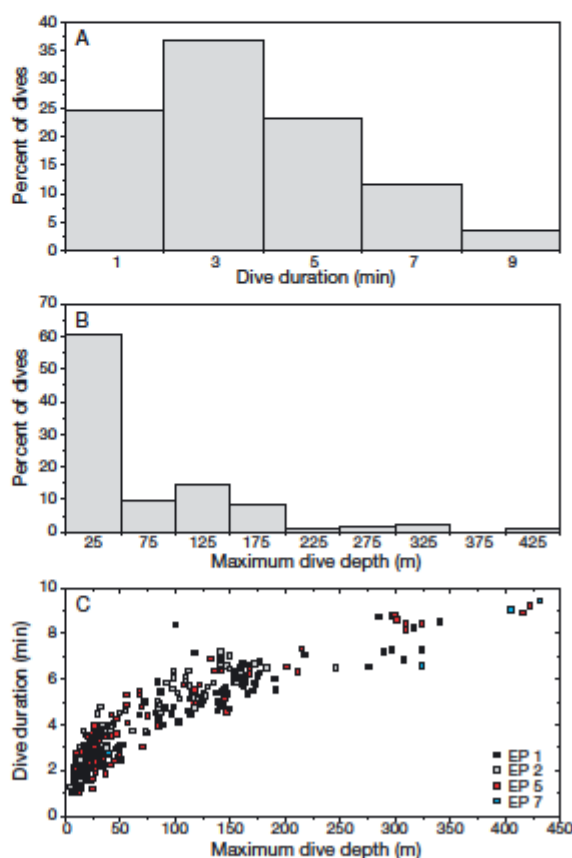 A
40
35
30
25
20
15
10
5
0
Percent of dives
1 3 5 7 9
Dive duration (min)
B
70
60
50
40
30
20
10
0
Percent of dives
25 75 125 175 225 275 325 375 425
Maximum dive depth (m)
C
10
8
6
4
2
0
Dive duration (min)
EP 1
EP 2
EP 5
EP 7
0 50 100 150 200 250 300 350 400 450
Maximum dive depth (m)